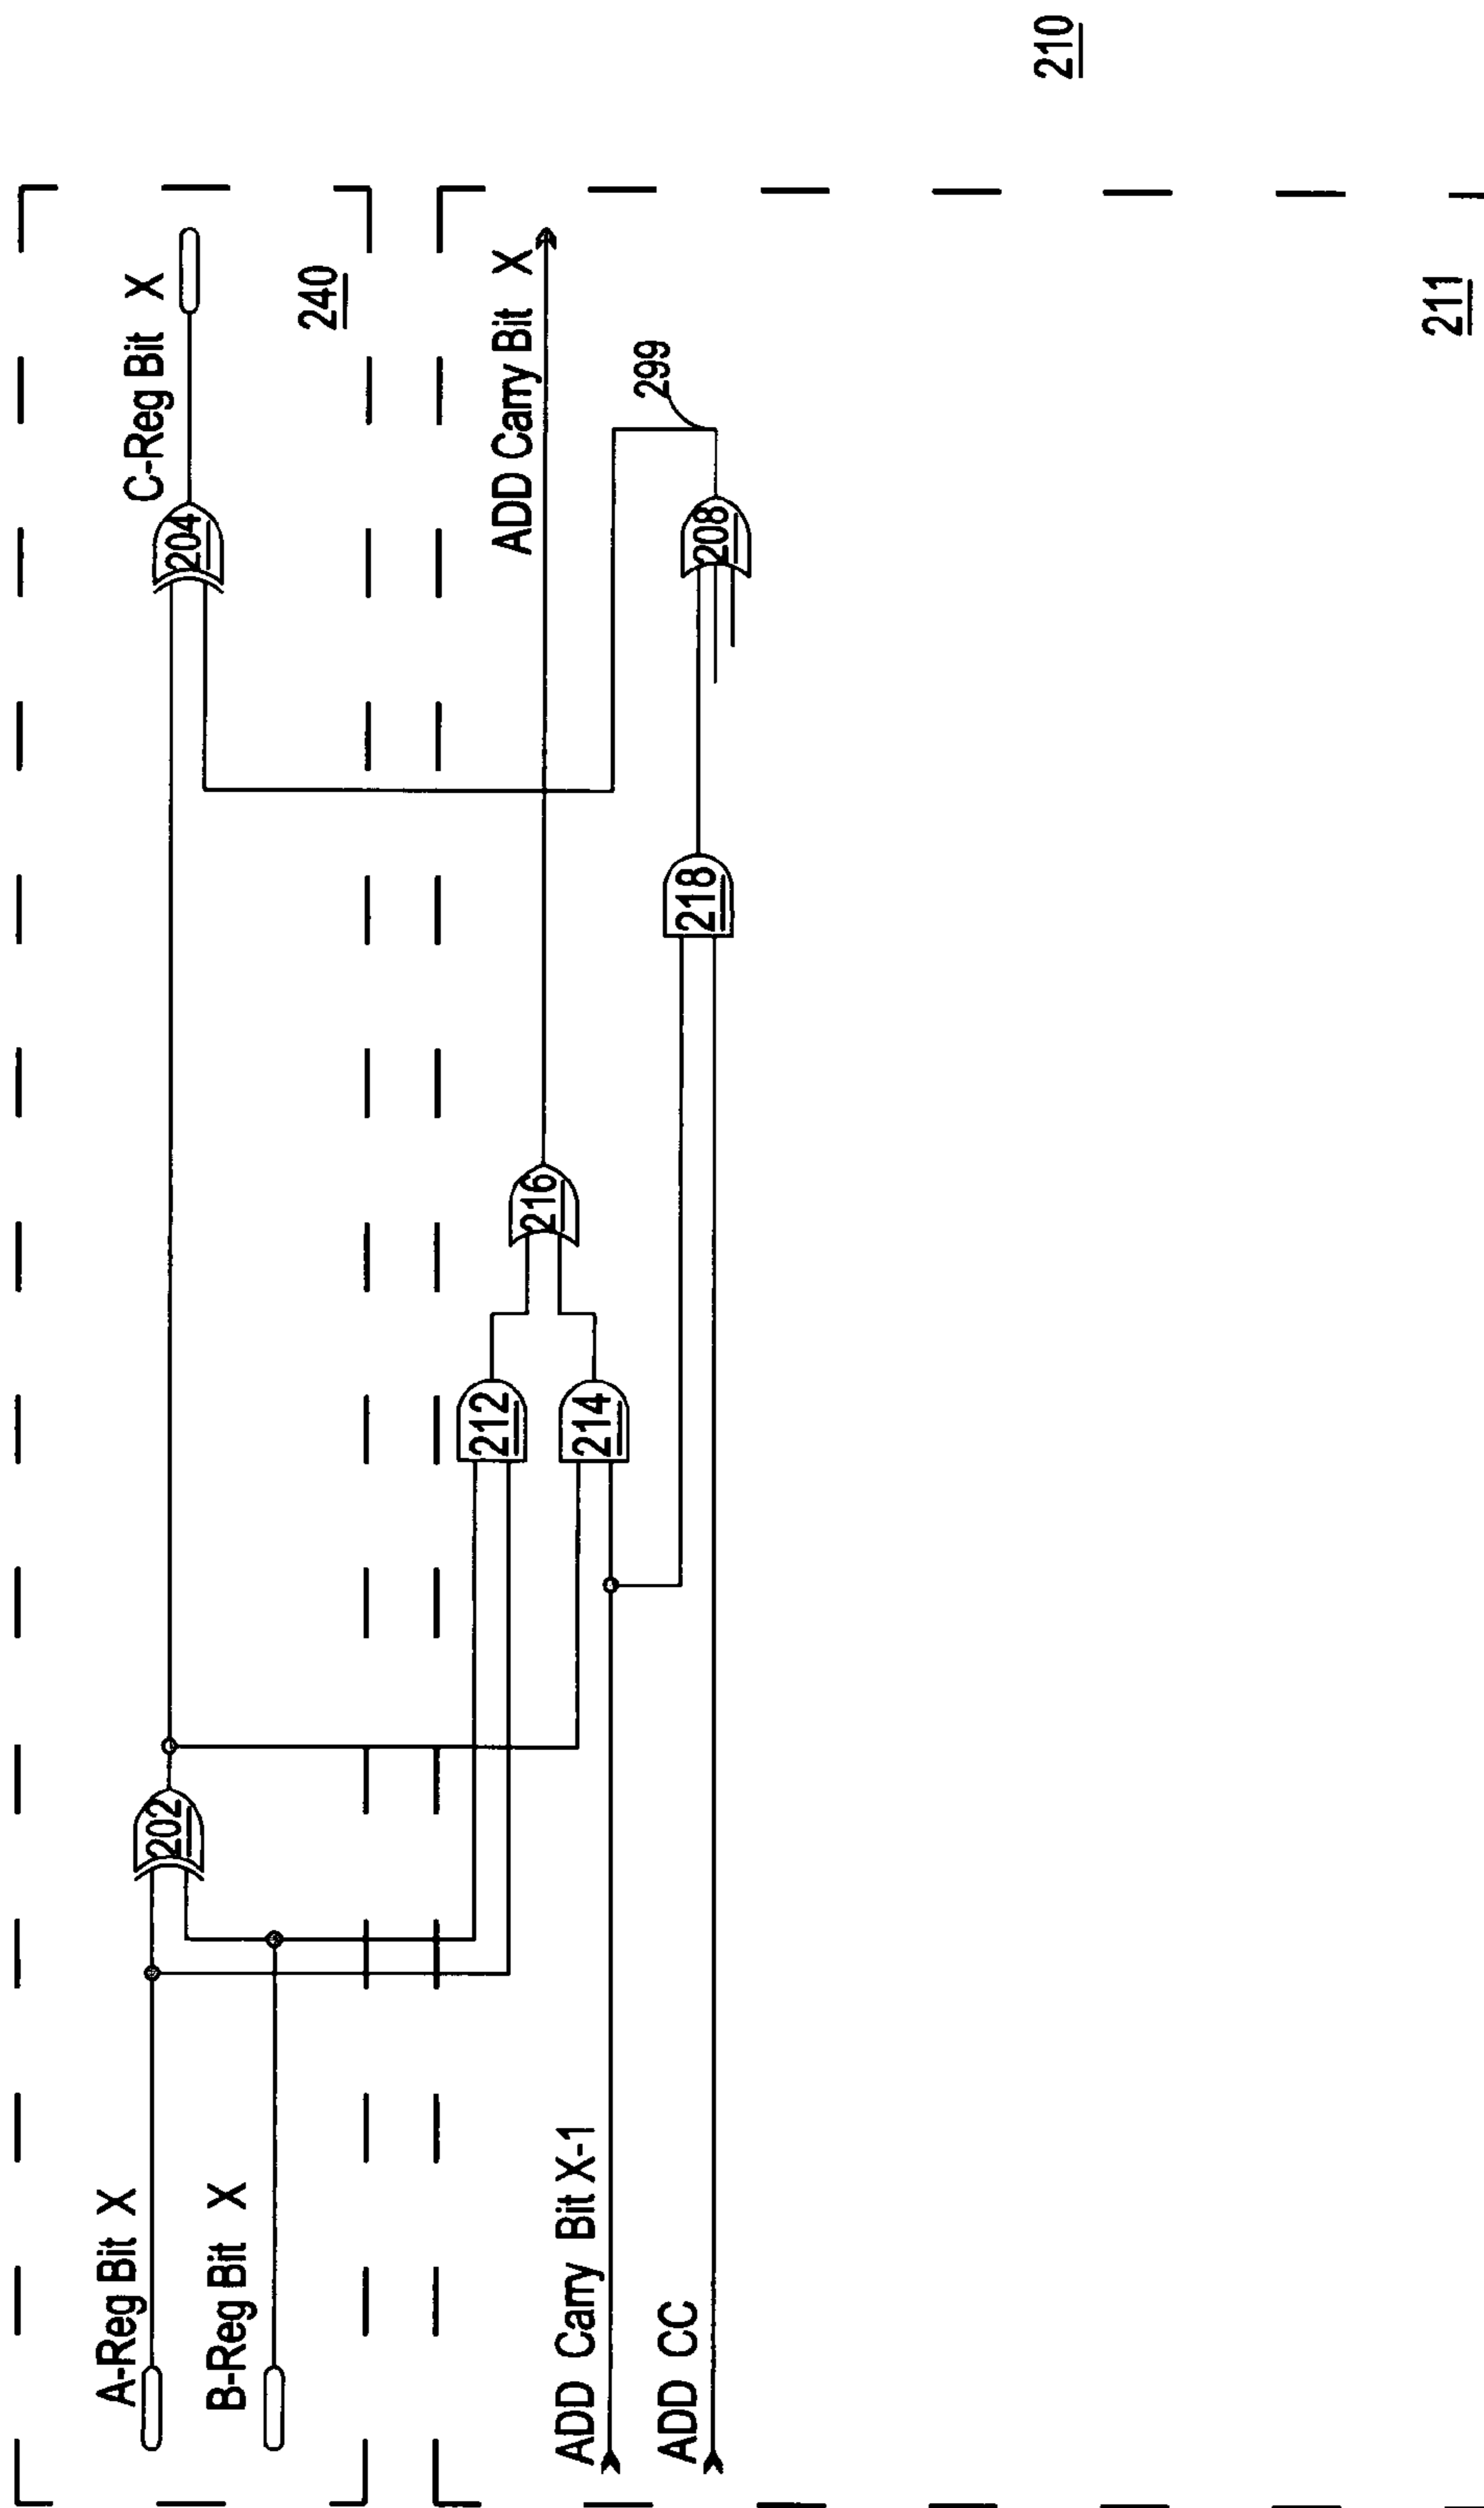 A-Reg Bit X
B-Reg Bit X
202
204
C-Reg Bit X
240
ADD Carry Bit X-1
ADD CC
212
214
216
218
208
ADD Carry Bit X
299
211
210